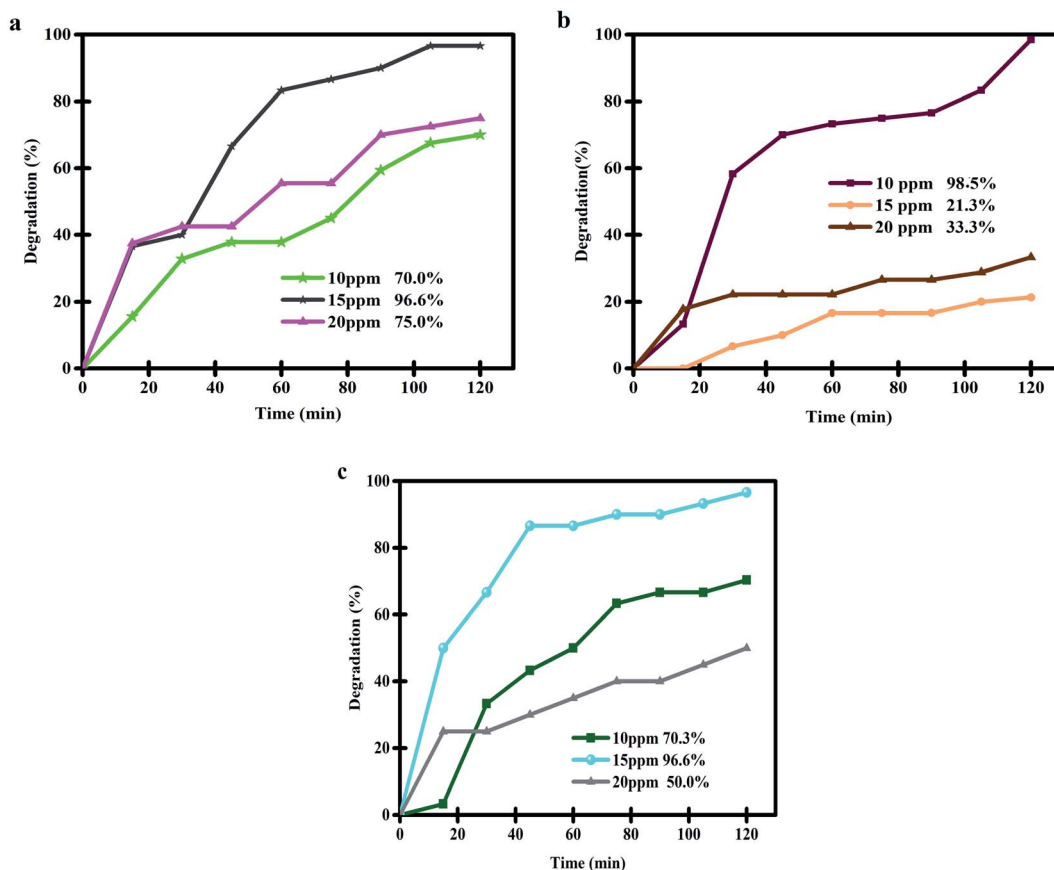 a
100
80
60
40
20
0
Degradation (%)
10ppm 70.0%
15ppm 96.6%
20ppm 75.0%
0 20 40 60 80 100 120
Time (min)
b
100
80
60
40
20
0
Degradation(%)
10 ppm 98.5%
15 ppm 21.3%
20 ppm 33.3%
0 20 40 60 80 100 120
Time (min)
c
100
80
60
40
20
0
Degradation (%)
10ppm 70.3%
15ppm 96.6%
20ppm 50.0%
0 20 40 60 80 100 120
Time (min)